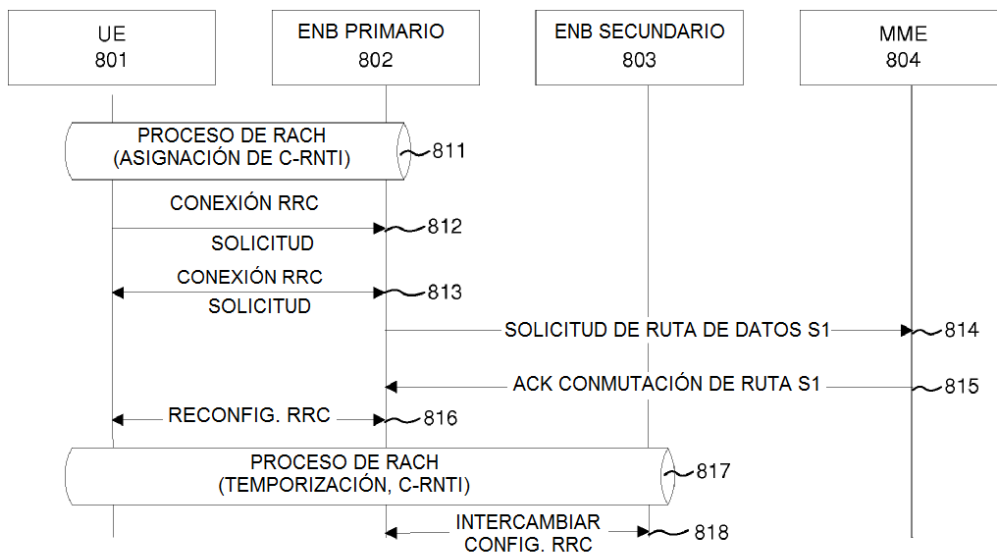 UE
801
ENB PRIMARIO
802
ENB SECUNDARIO
803
MME
804
PROCESO DE RACH
(ASIGNACIÓN DE C-RNTI)
811
CONEXIÓN RRC
812
SOLICITUD
CONEXIÓN RRC
813
SOLICITUD
SOLICITUD DE RUTA DE DATOS S1
814
ACK CONMUTACIÓN DE RUTA S1
815
RECONFIG. RRC
816
PROCESO DE RACH
(TEMPORIZACIÓN, C-RNTI)
817
INTERCAMBIAR
CONFIG. RRC
818